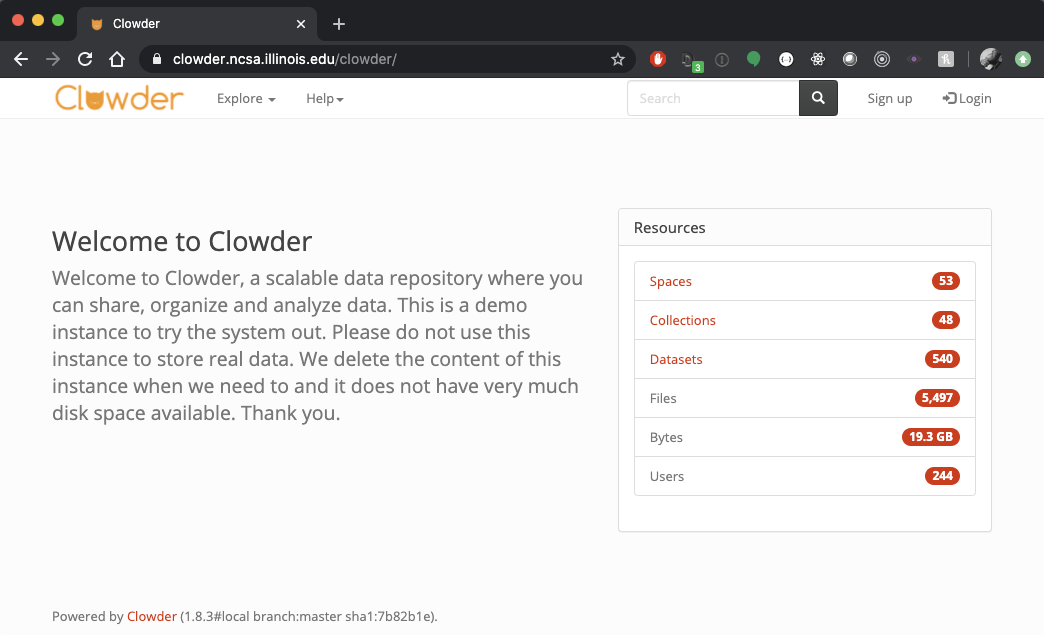 Clowder
clowder.ncsa.illinois.edu/clowder/
3
Clowder
Explore
Help
Search
Sign up
Login
Welcome to Clowder
Welcome to Clowder, a scalable data repository where you
can share, organize and analyze data. This is a demo
instance to try the system out. Please do not use this
instance to store real data. We delete the content of this
instance when we need to and it does not have very much
disk space available. Thank you.
Resources
Spaces 53
Collections 48
Datasets 540
Files 5,497
Bytes 19.3 GB
Users 244
Powered by Clowder (1.8.3#local branch:master sha1:7b82b1e).